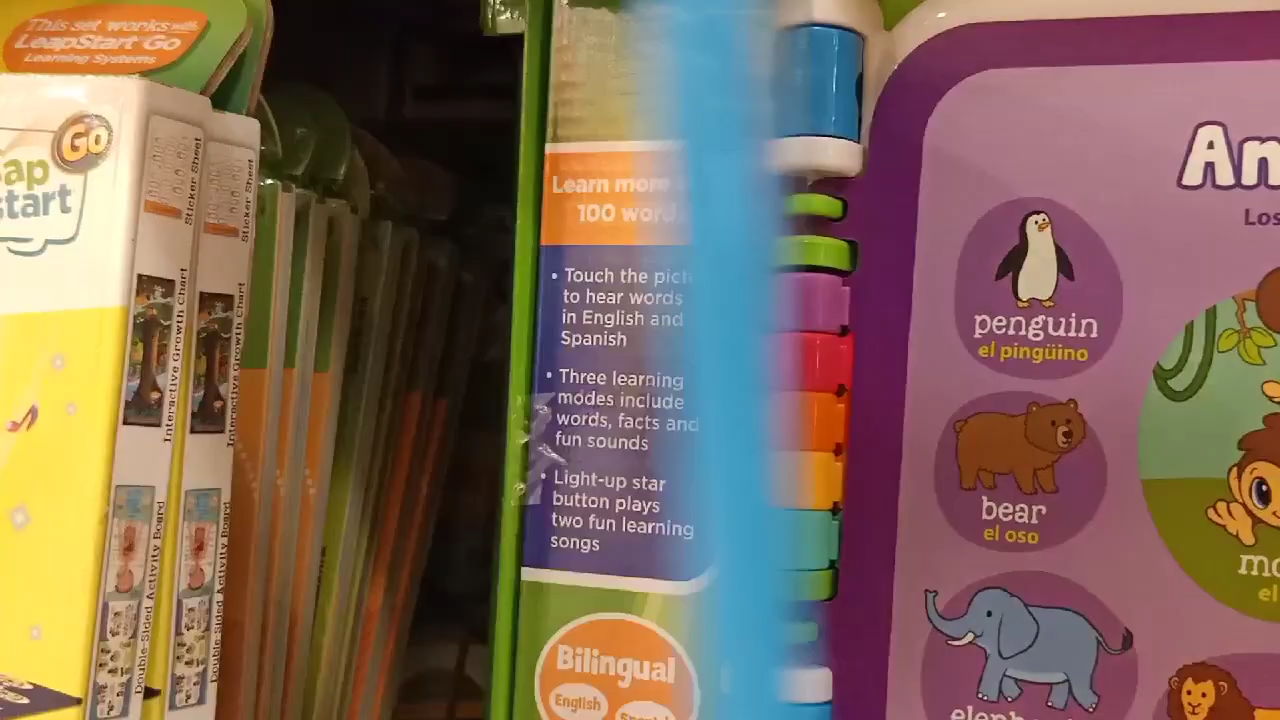 This set works with
LeapStart Go
Learning Systems
Go
ap
start
Sticker Sheet
Interactive Growth Chart
Double-Sided Activity Board
Sticker Sheet
Interactive Growth Chart
Double-Sided Activity Board
Learn more
100 word
• Touch the pict
to hear words
in English and
Spanish
• Three learning
modes include
words, facts and
fun sounds
• Light-up star
button plays
two fun learning
songs
Bilingual
English
An
Los
penguin
el pingüino
bear
el oso
mo
el